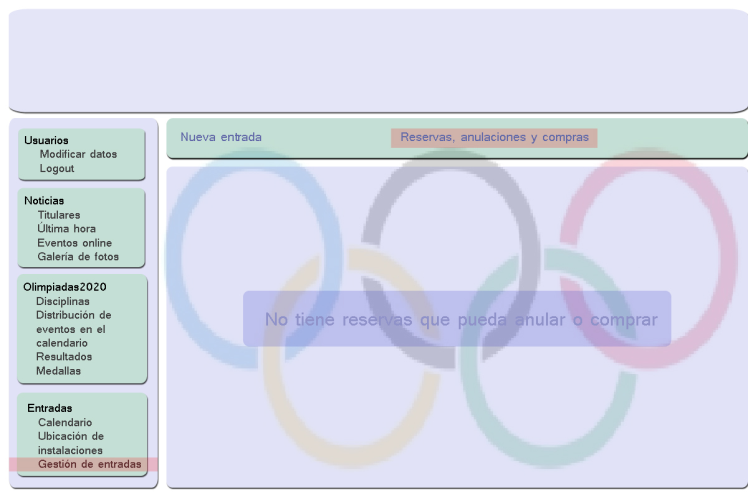 Nueva entrada
Reservas, anulaciones y compras
Usuarios
Modificar datos
Logout
Noticias
Titulares
Última hora
Eventos online
Galería de fotos
Olimpiadas2020
Disciplinas
Distribución de
eventos en el
calendario
Resultados
Medallas
Entradas
Calendario
Ubicación de
instalaciones
Gestión de entradas
No tiene reservas que pueda anular o comprar